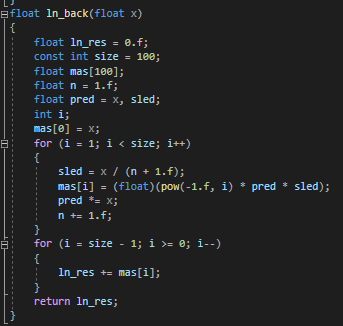 float ln_back(float x)
{
float ln_res = 0.f;
const int size = 100;
float mas[100];
float n = 1.f;
float pred = x, sled;
int i;
mas[0] = x;
for (i = 1; i < size; i++)
{
sled = x / (n + 1.f);
mas[i] = (float)(pow(-1.f, i) * pred * sled);
pred *= x;
n += 1.f;
}
for (i = size - 1; i >= 0; i--)
{
ln_res += mas[i];
}
return ln_res;
}